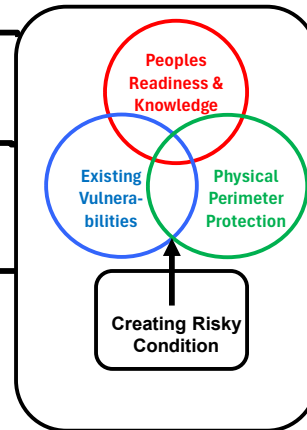 Peoples
Readiness &
Knowledge
Existing
Vulnera-
bilities
Physical
Perimeter
Protection
Creating Risky
Condition